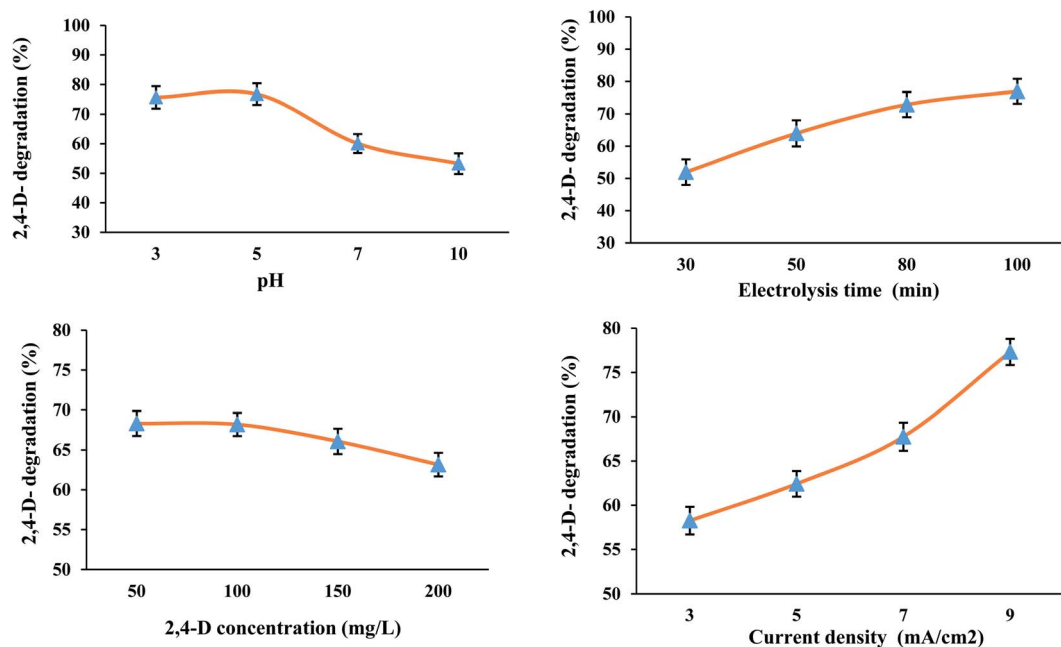 2,4-D- degradation (%)
100
90
80
70
60
50
40
30
3 5 7 10
pH
2,4-D- degradation (%)
100
90
80
70
60
50
40
30
30 50 80 100
Electrolysis time (min)
2,4-D- degradation (%)
80
75
70
65
60
55
50
50 100 150 200
2,4-D concentration (mg/L)
2,4-D- degradation (%)
80
75
70
65
60
55
50
3 5 7 9
Current density (mA/cm2)